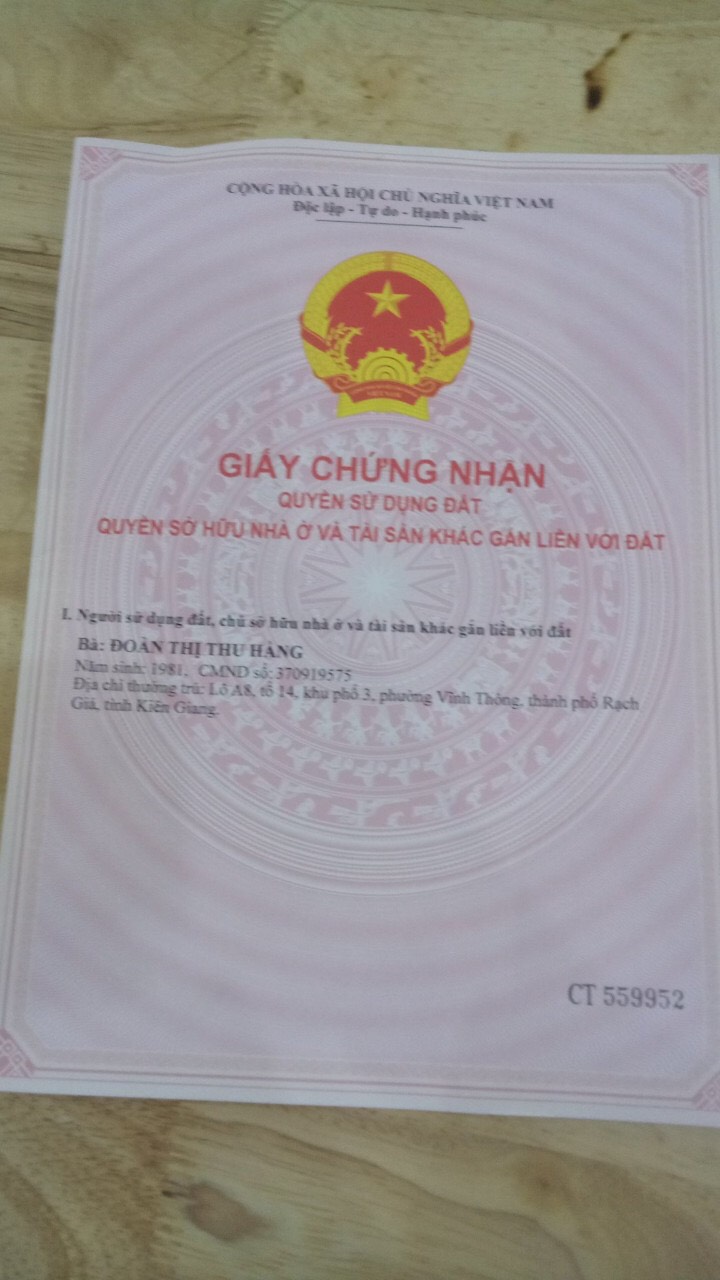 CỘNG HÒA XÃ HỘI CHỦ NGHĨA VIỆT NAM
Độc lập - Tự do - Hạnh phúc
VIỆT NAM
GIẤY CHỨNG NHẬN
QUYỀN SỬ DỤNG ĐẤT
QUYỀN SỞ HỮU NHÀ Ở VÀ TÀI SẢN KHÁC GẮN LIỀN VỚI ĐẤT
I. Người sử dụng đất, chủ sở hữu nhà ở và tài sản khác gắn liền với đất
Bà: ĐOÀN THỊ THU HẰNG
Năm sinh: 1981, CMND số: 370919575
Địa chỉ thường trú: Lô A8, tổ 14, khu phố 3, phường Vĩnh Thông, thành phố Rạch
Giá, tỉnh Kiên Giang.
CT 559952